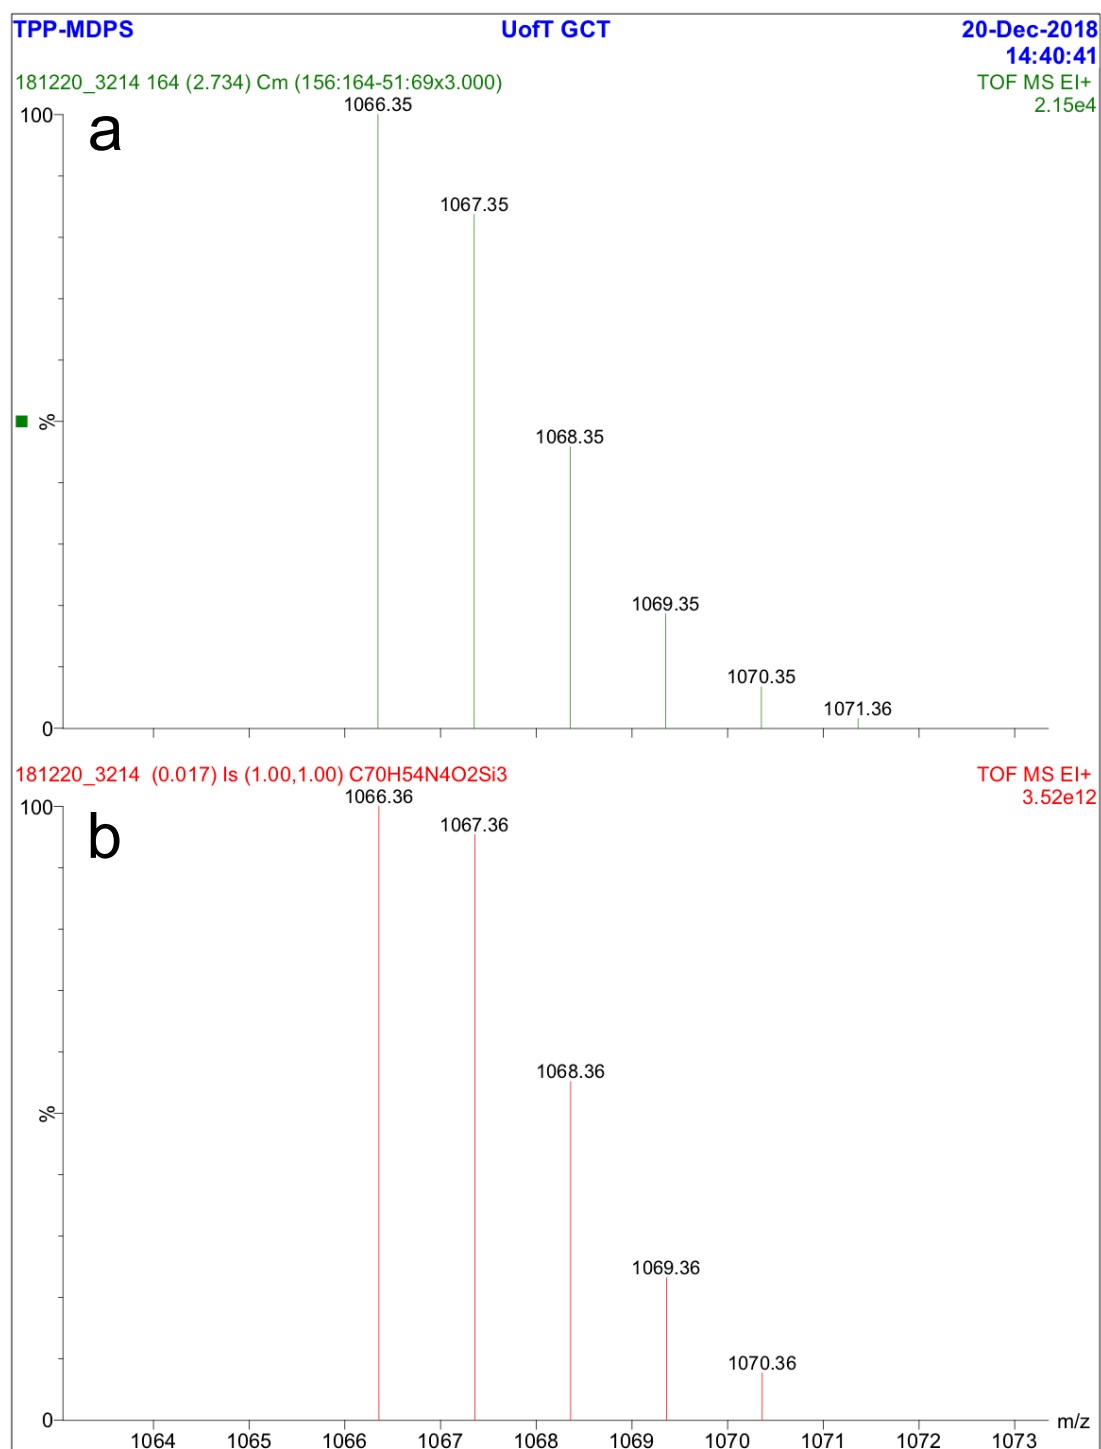 TPP-MDPS UofT GCT 20-Dec-2018
14:40:41
181220_3214 164 (2.734) Cm (156:164-51:69x3.000) TOF MS EI+
2.15e4
1066.35
100
a
1067.35
1068.35
%
1069.35
1070.35
1071.36
0
181220_3214 (0.017) Is (1.00,1.00) C70H54N4O2Si3 TOF MS EI+
3.52e12
1066.36
100
b
1067.36
1068.36
%
1069.36
1070.36
0
m/z
1064 1065 1066 1067 1068 1069 1070 1071 1072 1073